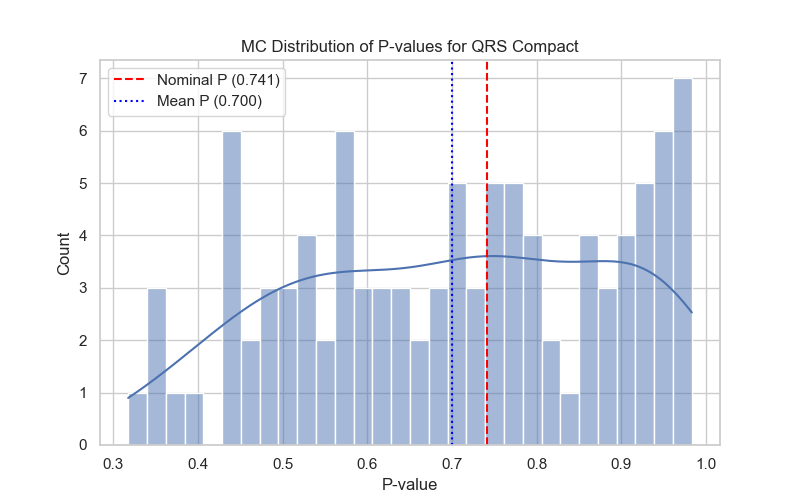 MC Distribution of P-values for QRS Compact
Nominal P (0.741)
Mean P (0.700)
7
6
5
4
3
2
1
0
Count
0.3 0.4 0.5 0.6 0.7 0.8 0.9 1.0
P-value